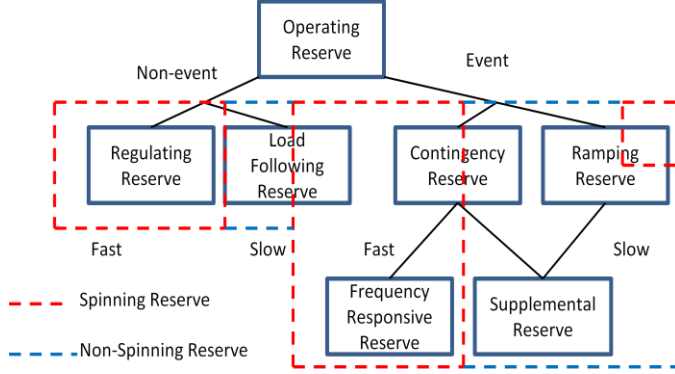 Operating
Reserve
Non-event
Event
Regulating
Reserve
Load
Following
Reserve
Contingency
Reserve
Ramping
Reserve
Fast
Slow
Fast
Slow
Frequency
Responsive
Reserve
Supplemental
Reserve
Spinning Reserve
Non-Spinning Reserve